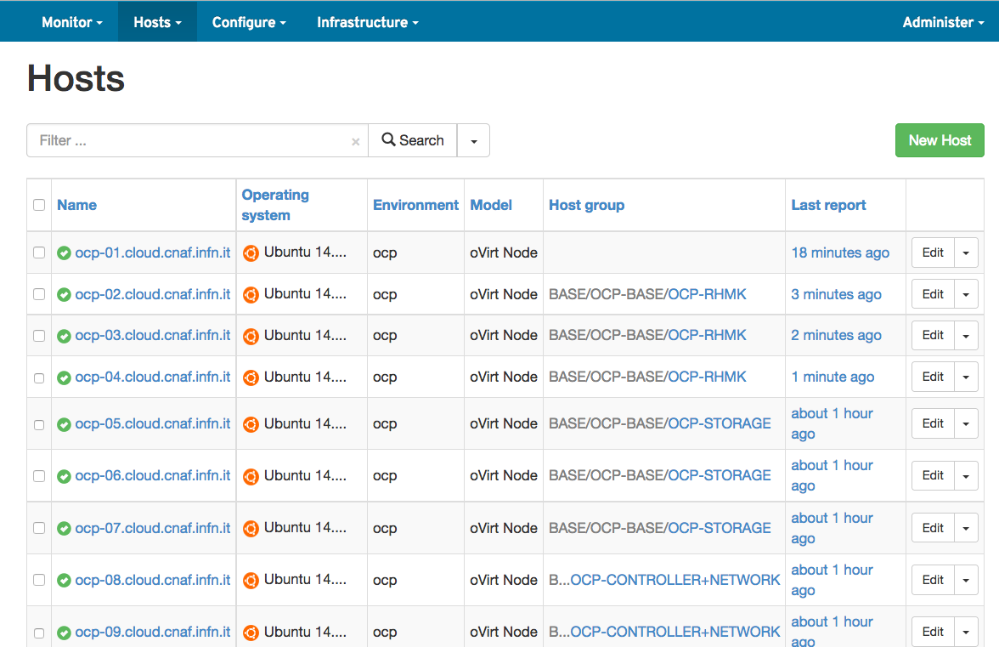 Monitor Hosts Configure Infrastructure Administer
Hosts
Filter ... × Search New Host
Name Operating system Environment Model Host group Last report
ocp-01.cloud.cnaf.infn.it Ubuntu 14.... ocp oVirt Node 18 minutes ago Edit
ocp-02.cloud.cnaf.infn.it Ubuntu 14.... ocp oVirt Node BASE/OCP-BASE/OCP-RHMK 3 minutes ago Edit
ocp-03.cloud.cnaf.infn.it Ubuntu 14.... ocp oVirt Node BASE/OCP-BASE/OCP-RHMK 2 minutes ago Edit
ocp-04.cloud.cnaf.infn.it Ubuntu 14.... ocp oVirt Node BASE/OCP-BASE/OCP-RHMK 1 minute ago Edit
ocp-05.cloud.cnaf.infn.it Ubuntu 14.... ocp oVirt Node BASE/OCP-BASE/OCP-STORAGE about 1 hour ago Edit
ocp-06.cloud.cnaf.infn.it Ubuntu 14.... ocp oVirt Node BASE/OCP-BASE/OCP-STORAGE about 1 hour ago Edit
ocp-07.cloud.cnaf.infn.it Ubuntu 14.... ocp oVirt Node BASE/OCP-BASE/OCP-STORAGE about 1 hour ago Edit
ocp-08.cloud.cnaf.infn.it Ubuntu 14.... ocp oVirt Node B...OCP-CONTROLLER+NETWORK about 1 hour ago Edit
ocp-09.cloud.cnaf.infn.it Ubuntu 14.... ocp oVirt Node B...OCP-CONTROLLER+NETWORK about 1 hour ago Edit